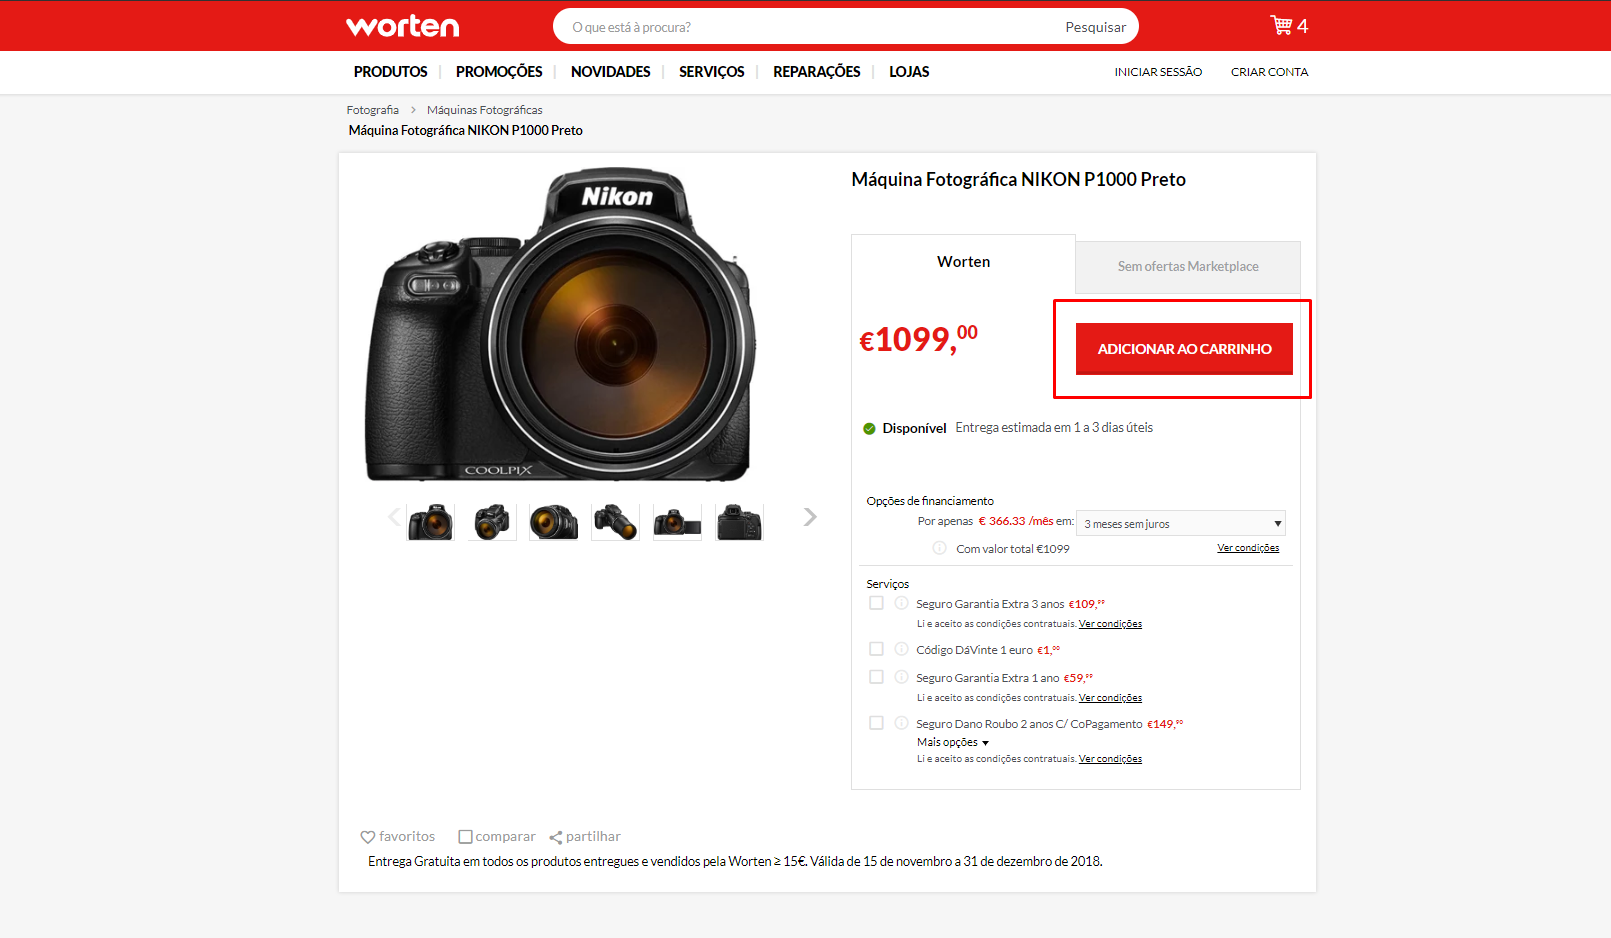 worten
O que está à procura?
Pesquisar
4
PRODUTOS
PROMOÇÕES
NOVIDADES
SERVIÇOS
REPARAÇÕES
LOJAS
INICIAR SESSÃO
CRIAR CONTA
Fotografia > Máquinas Fotográficas
Máquina Fotográfica NIKON P1000 Preto
Nikon
COOLPIX
Máquina Fotográfica NIKON P1000 Preto
Worten
Sem ofertas Marketplace
€1099,00
ADICIONAR AO CARRINHO
Disponível Entrega estimada em 1 a 3 dias úteis
Opções de financiamento
Por apenas € 366.33 /mês em:
3 meses sem juros
Com valor total €1099
Ver condições
Serviços
Seguro Garantia Extra 3 anos €109,99
Li e aceito as condições contratuais. Ver condições
Código DáVinte 1 euro €1,00
Seguro Garantia Extra 1 ano €59,99
Li e aceito as condições contratuais. Ver condições
Seguro Dano Roubo 2 anos C/ CoPagamento €149,90
Mais opções
Li e aceito as condições contratuais. Ver condições
favoritos
comparar
partilhar
Entrega Gratuita em todos os produtos entregues e vendidos pela Worten ≥ 15€. Válida de 15 de novembro a 31 de dezembro de 2018.